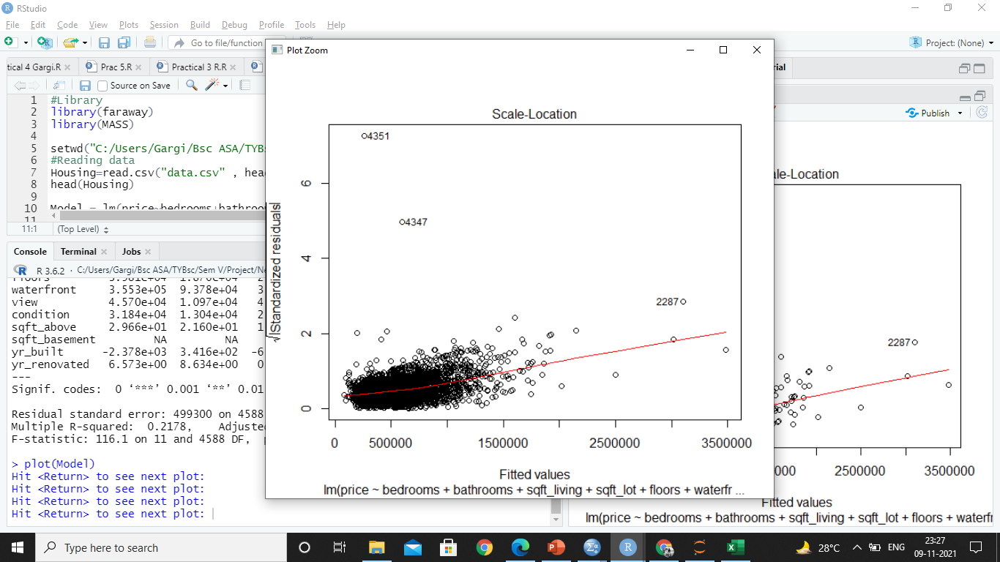 RStudio
File Edit Code View Plots Session Build Debug Profile Tools Help
Go to file/function
Project: (None)
tical 4 Gargi.R
Prac 5.R
Practical 3 R.R
Source on Save
1 #Library
2 library(faraway)
3 library(MASS)
4
5 setwd("C:/Users/Gargi/Bsc ASA/TYBs
6 #Reading data
7 Housing=read.csv("data.csv" , hea
8 head(Housing)
9
10 Model = lm(price~bedrooms+bathroo
11
11:1 (Top Level)
Console Terminal Jobs
R 3.6.2 · C:/Users/Gargi/Bsc ASA/TYBsc/Sem V/Project/Ne
waterfront 3.553e+05 9.378e+04 3
view 4.570e+04 1.097e+04 4
condition 3.184e+04 1.304e+04 2
sqft_above 2.966e+01 2.160e+01 1
sqft_basement NA NA
yr_built -2.378e+03 3.416e+02 -6
yr_renovated 6.573e+00 8.634e+00 0
---
Signif. codes: 0 ‘***’ 0.001 ‘**’ 0.01
Residual standard error: 499300 on 4588
Multiple R-squared: 0.2178, Adjuste
F-statistic: 116.1 on 11 and 4588 DF,
> plot(Model)
Hit <Return> to see next plot:
Hit <Return> to see next plot:
Hit <Return> to see next plot:
Hit <Return> to see next plot:
Plot Zoom
Scale-Location
√|Standardized residuals|
6
4
2
0
4351
4347
2287
0 500000 1500000 2500000 3500000
Fitted values
lm(price ~ bedrooms + bathrooms + sqft_living + sqft_lot + floors + waterfr ...
rial
Publish
le-Location
2287
000 2500000 3500000
Fitted values
lm(price ~ bedrooms + bathrooms + sqft_living + sqft_lot + floors + waterfr
Type here to search
28°C
ENG
23:27
09-11-2021